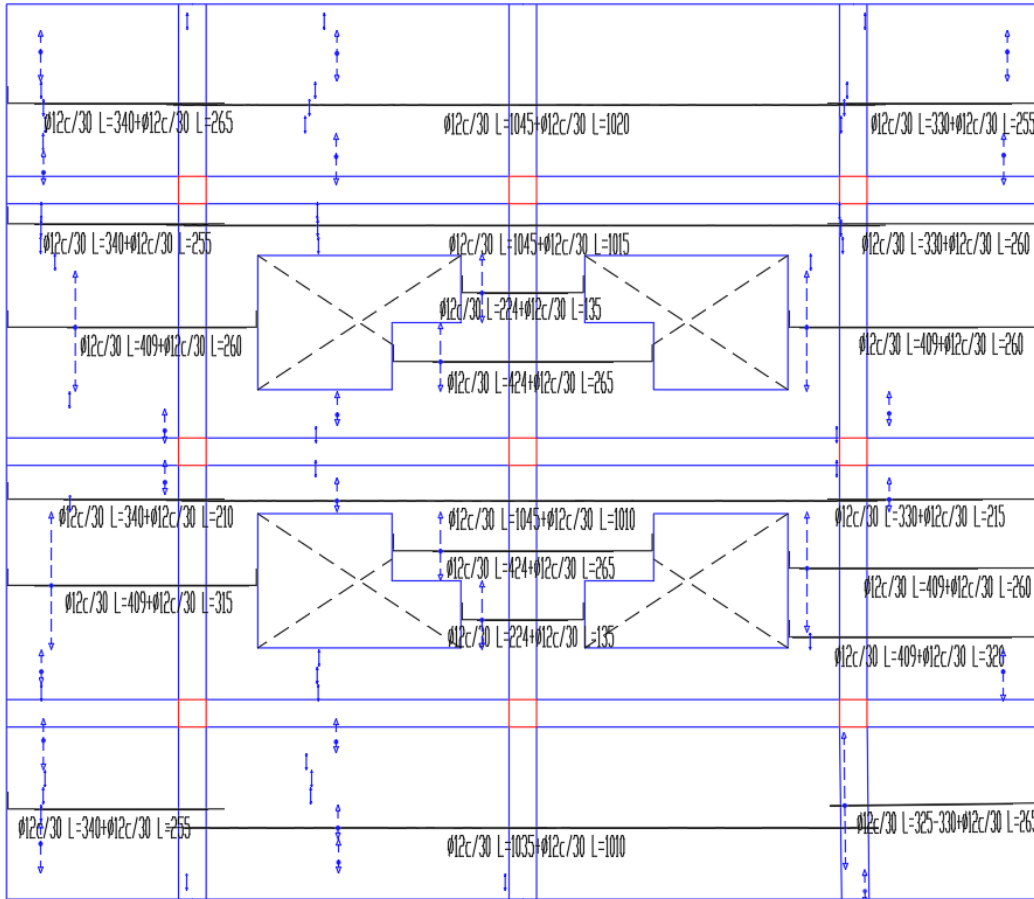 Ø12c/30 L=340+Ø12c/30 L=265
Ø12c/30 L=1045+Ø12c/30 L=1020
Ø12c/30 L=330+Ø12c/30 L=255
Ø12c/30 L=340+Ø12c/30 L=255
Ø12c/30 L=1045+Ø12c/30 L=1015
Ø12c/30 L=330+Ø12c/30 L=260
Ø12c/30 L=224+Ø12c/30 L=135
Ø12c/30 L=409+Ø12c/30 L=260
Ø12c/30 L=409+Ø12c/30 L=260
Ø12c/30 L=424+Ø12c/30 L=265
Ø12c/30 L=340+Ø12c/30 L=210
Ø12c/30 L=1045+Ø12c/30 L=1010
Ø12c/30 L=330+Ø12c/30 L=215
Ø12c/30 L=424+Ø12c/30 L=265
Ø12c/30 L=409+Ø12c/30 L=260
Ø12c/30 L=409+Ø12c/30 L=315
Ø12c/30 L=224+Ø12c/30 L=135
Ø12c/30 L=409+Ø12c/30 L=320
Ø12c/30 L=340+Ø12c/30 L=255
Ø12c/30 L=1035+Ø12c/30 L=1010
Ø12c/30 L=325-330+Ø12c/30 L=265